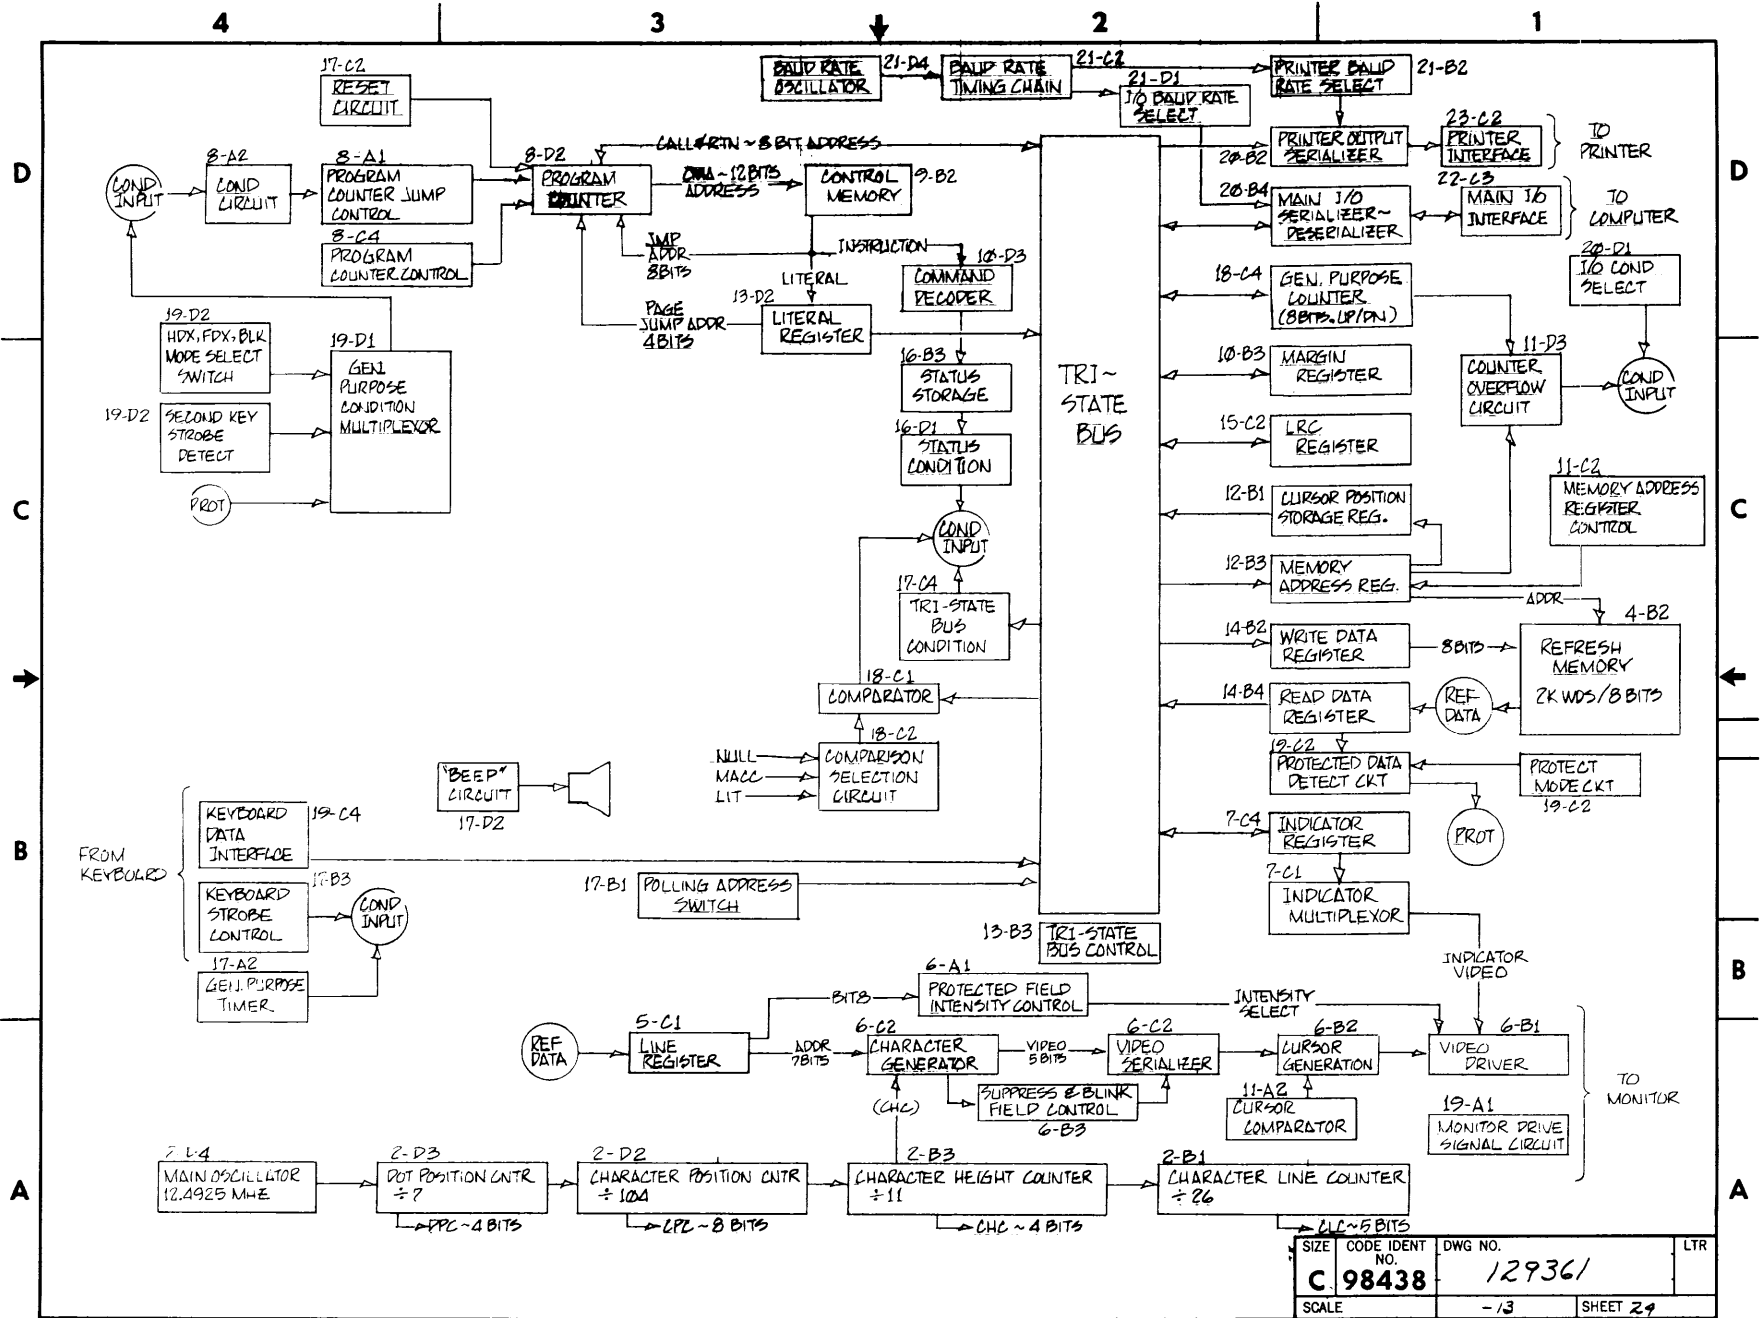 4
3
2
1
17-C2
RESET
CIRCUIT
BAUD RATE
OSCILLATOR
21-D4
BAUD RATE
TIMING CHAIN
21-C2
21-D1
I/O BAUD RATE
SELECT
PRINTER BAUD
RATE SELECT
21-B2
D
COND
INPUT
8-A2
COND
CIRCUIT
8-A1
PROGRAM
COUNTER JUMP
CONTROL
8-C4
PROGRAM
COUNTER CONTROL
8-D2
PROGRAM
COUNTER
CALL & RTN ~ 8 BIT ADDRESS
CMA ~ 12 BITS
ADDRESS
CONTROL
MEMORY
9-B2
JMP
ADDR
8BITS
INSTRUCTION
LITERAL
10-D3
COMMAND
DECODER
PAGE
JUMP ADDR
4BITS
13-D2
LITERAL
REGISTER
20-B2
PRINTER OUTPUT
SERIALIZER
23-C2
PRINTER
INTERFACE
TO
PRINTER
20-B4
MAIN I/O
SERIALIZER~
DESERIALIZER
22-C3
MAIN I/O
INTERFACE
TO
COMPUTER
D
18-C4
GEN. PURPOSE
COUNTER
(8BITS. UP/DN)
20-D1
I/O COND
SELECT
19-D2
HDX, FDX, BLK
MODE SELECT
SWITCH
19-D1
GEN.
PURPOSE
CONDITION
MULTIPLEXOR
19-D2
SECOND KEY
STROBE
DETECT
PROT
16-B3
STATUS
STORAGE
16-D1
STATUS
CONDITION
COND
INPUT
17-C4
TRI-STATE
BUS
CONDITION
TRI~
STATE
BUS
10-B3
MARGIN
REGISTER
11-D3
COUNTER
OVERFLOW
CIRCUIT
COND
INPUT
15-C2
LRC
REGISTER
C
12-B1
CURSOR POSITION
STORAGE REG.
11-C2
MEMORY ADDRESS
REGISTER
CONTROL
C
12-B3
MEMORY
ADDRESS REG.
ADDR
14-B2
WRITE DATA
REGISTER
8BITS
4-B2
REFRESH
MEMORY
2K WDS/8 BITS
14-B4
READ DATA
REGISTER
REF
DATA
18-C1
COMPARATOR
18-C2
COMPARISON
SELECTION
CIRCUIT
NULL
MACC
LIT
19-C2
PROTECTED DATA
DETECT CKT
PROTECT
MODE CKT
19-C2
"BEEP"
CIRCUIT
17-D2
B
FROM
KEYBOARD
KEYBOARD
DATA
INTERFACE
19-C4
KEYBOARD
STROBE
CONTROL
17-B3
COND
INPUT
17-A2
GEN. PURPOSE
TIMER
17-B1
POLLING ADDRESS
SWITCH
7-C4
INDICATOR
REGISTER
PROT
7-C1
INDICATOR
MULTIPLEXOR
13-B3
TRI-STATE
BUS CONTROL
INDICATOR
VIDEO
B
BIT8
6-A1
PROTECTED FIELD
INTENSITY CONTROL
INTENSITY
SELECT
REF
DATA
5-C1
LINE
REGISTER
ADDR
7BITS
6-C2
CHARACTER
GENERATOR
VIDEO
5BITS
6-C2
VIDEO
SERIALIZER
6-B2
CURSOR
GENERATION
6-B1
VIDEO
DRIVER
(CHC)
SUPPRESS & BLINK
FIELD CONTROL
6-B3
11-A2
CURSOR
COMPARATOR
19-A1
MONITOR DRIVE
SIGNAL CIRCUIT
TO
MONITOR
A
MAIN OSCILLATOR
12.4925 MHZ
2-D3
DOT POSITION CNTR
÷7
DPC~4 BITS
2-D2
CHARACTER POSITION CNTR
÷104
CPC~8 BITS
2-B3
CHARACTER HEIGHT COUNTER
÷11
CHC~4 BITS
2-B1
CHARACTER LINE COUNTER
÷26
CLC~5 BITS
A
SIZE
C
CODE IDENT
NO.
98438
DWG NO.
129361
LTR
SCALE
-13
SHEET 24